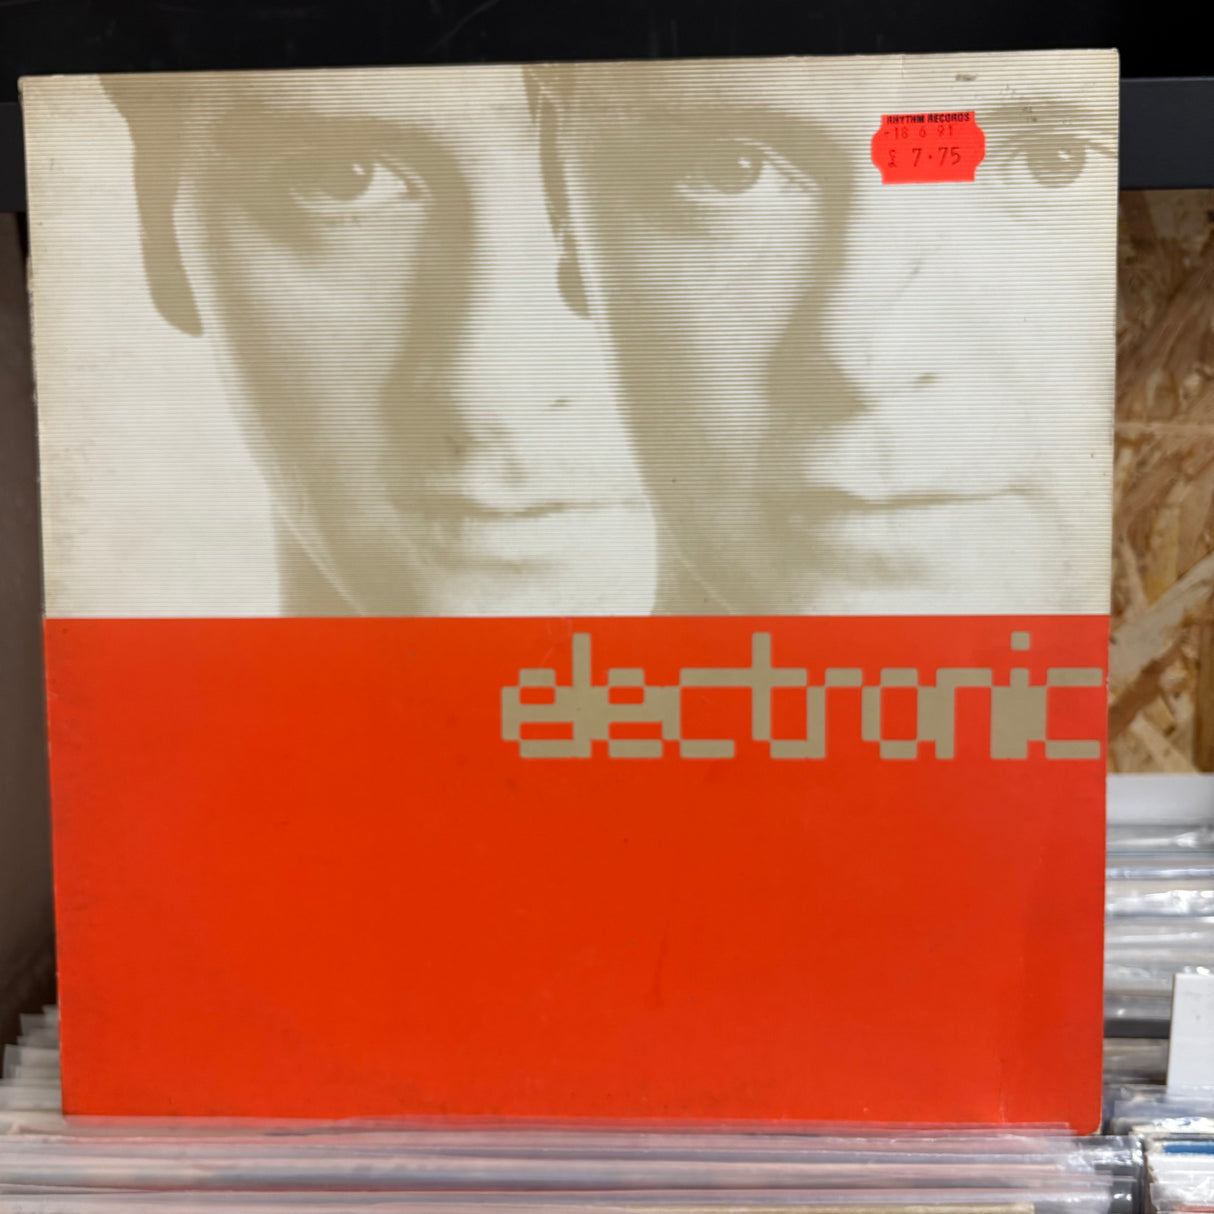 RHYTHM RECORDS
-18 6 91
£ 7·75
electronic